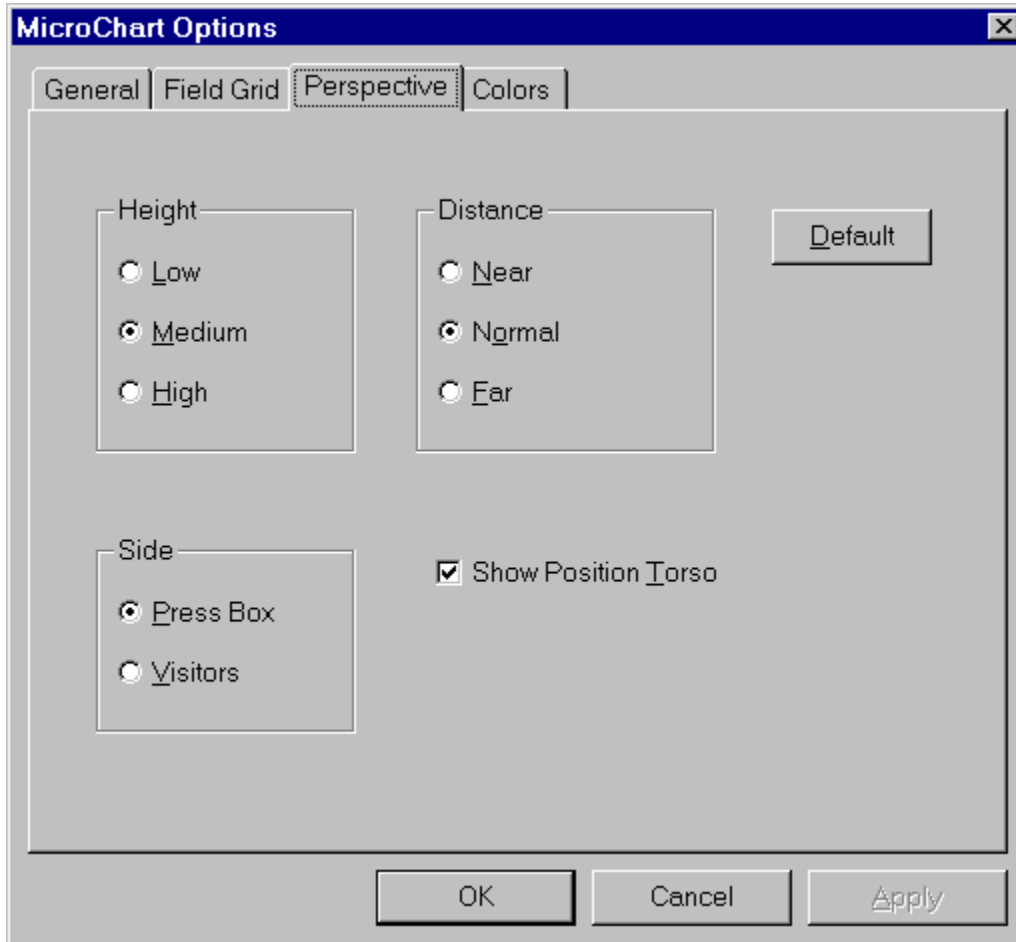 MicroChart Options
General
Field Grid
Perspective
Colors
Height
Low
Medium
High
Distance
Near
Normal
Far
Default
Side
Press Box
Visitors
Show Position Torso
OK
Cancel
Apply